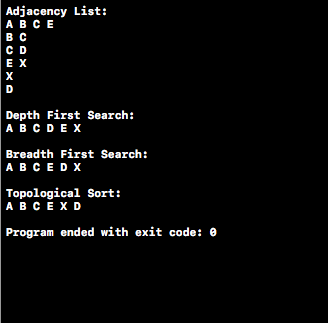 Adjacency List:
A B C E
B C
C D
E X
X
D
Depth First Search:
A B C D E X
Breadth First Search:
A B C E D X
Topological Sort:
A B C E X D
Program ended with exit code: 0